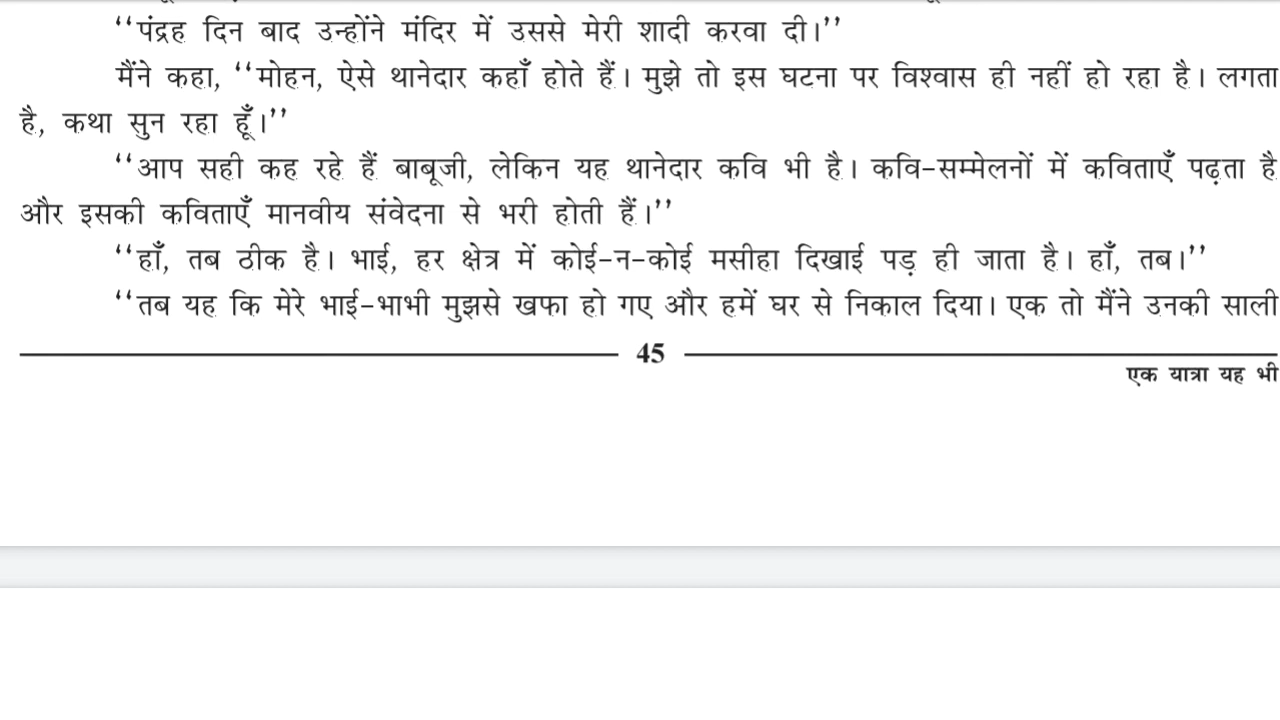 ‘‘पंद्रह दिन बाद उन्होंने मंदिर में उससे मेरी शादी करवा दी।’’
मैंने कहा, ‘‘मोहन, ऐसे थानेदार कहाँ होते हैं। मुझे तो इस घटना पर विश्वास ही नहीं हो रहा है। लगता
है, कथा सुन रहा हूँ।’’
‘‘आप सही कह रहे हैं बाबूजी, लेकिन यह थानेदार कवि भी है। कवि-सम्मेलनों में कविताएँ पढ़ता है
और इसकी कविताएँ मानवीय संवेदना से भरी होती हैं।’’
‘‘हाँ, तब ठीक है। भाई, हर क्षेत्र में कोई-न-कोई मसीहा दिखाई पड़ ही जाता है। हाँ, तब।’’
‘‘तब यह कि मेरे भाई-भाभी मुझसे खफा हो गए और हमें घर से निकाल दिया। एक तो मैंने उनकी साली
45
एक यात्रा यह भी